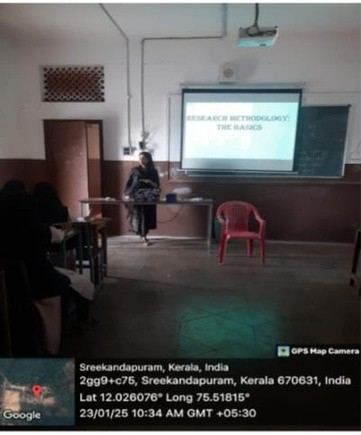 RESEARCH METHODOLOGY:
THE BASICS
GPS Map Camera
Sreekandapuram, Kerala, India
2gg9+c75, Sreekandapuram, Kerala 670631, India
Lat 12.026076° Long 75.51815°
23/01/25 10:34 AM GMT +05:30
Google